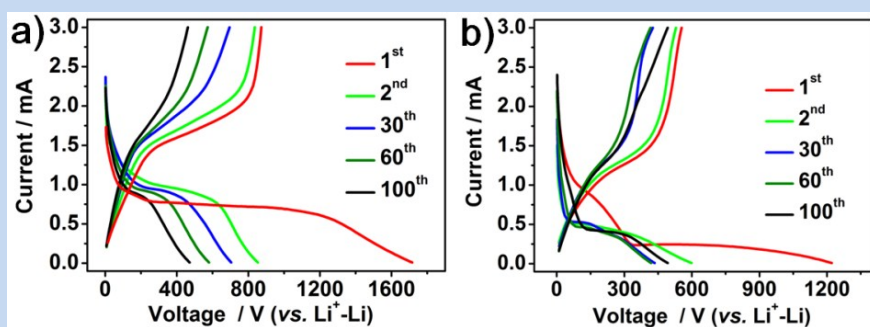 a)
3.0
2.5
2.0
1.5
1.0
0.5
0.0
Current / mA
1st
2nd
30th
60th
100th
0 400 800 1200 1600
Voltage / V (vs. Li+-Li)
b)
3.0
2.5
2.0
1.5
1.0
0.5
0.0
Current / mA
1st
2nd
30th
60th
100th
0 300 600 900 1200
Voltage / V (vs. Li+-Li)